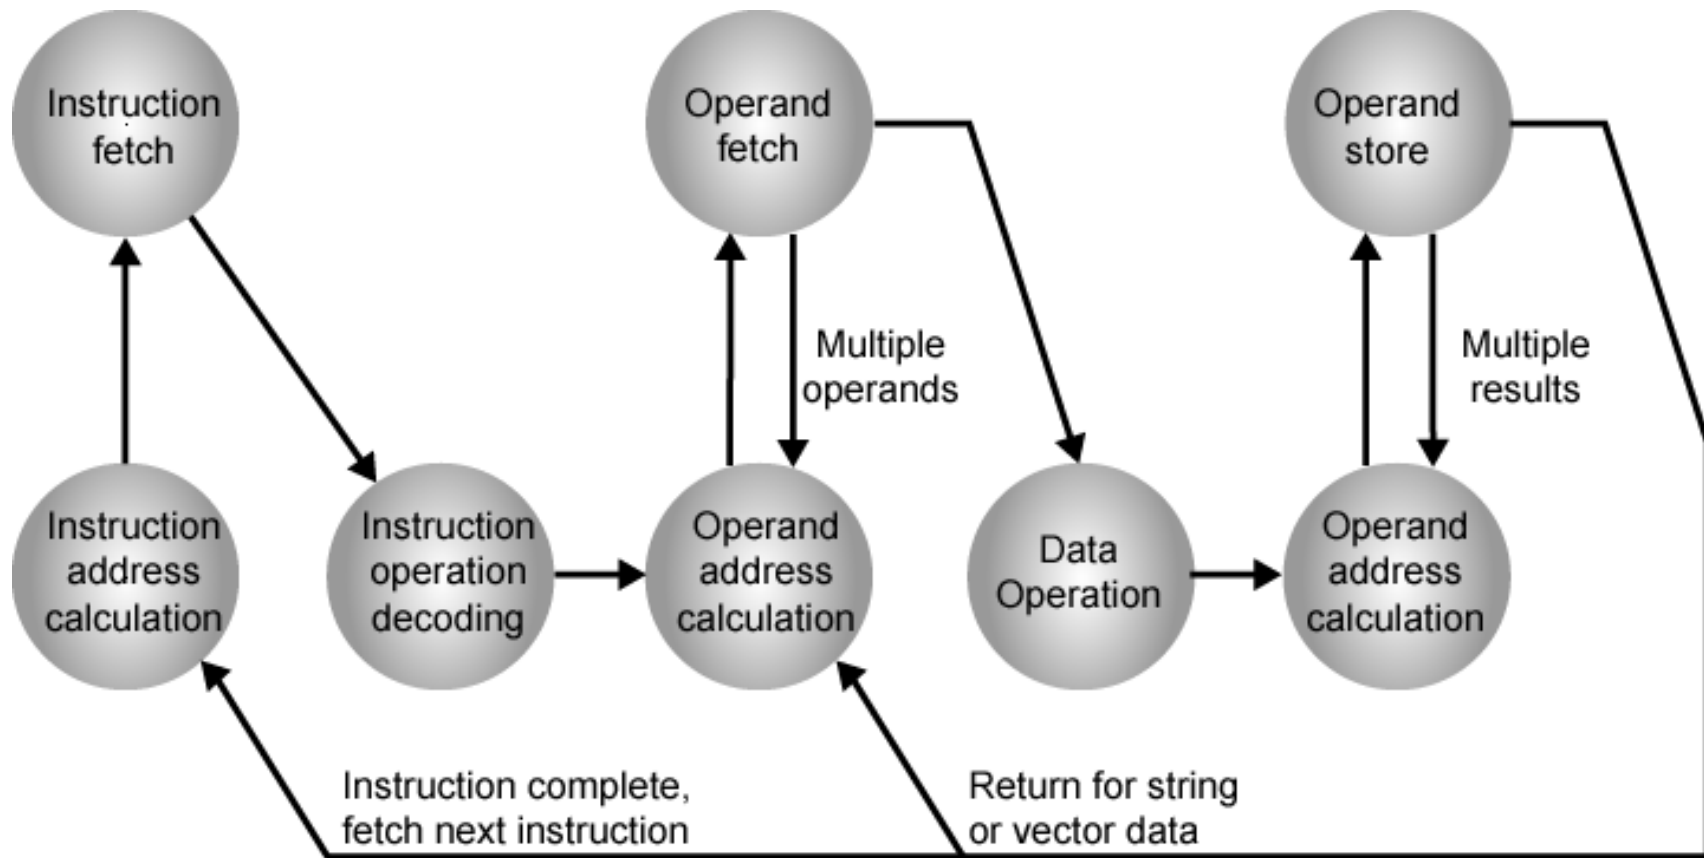 Instruction
fetch
Operand
fetch
Operand
store
Multiple
operands
Multiple
results
Instruction
address
calculation
Instruction
operation
decoding
Operand
address
calculation
Data
Operation
Operand
address
calculation
Instruction complete,
fetch next instruction
Return for string
or vector data